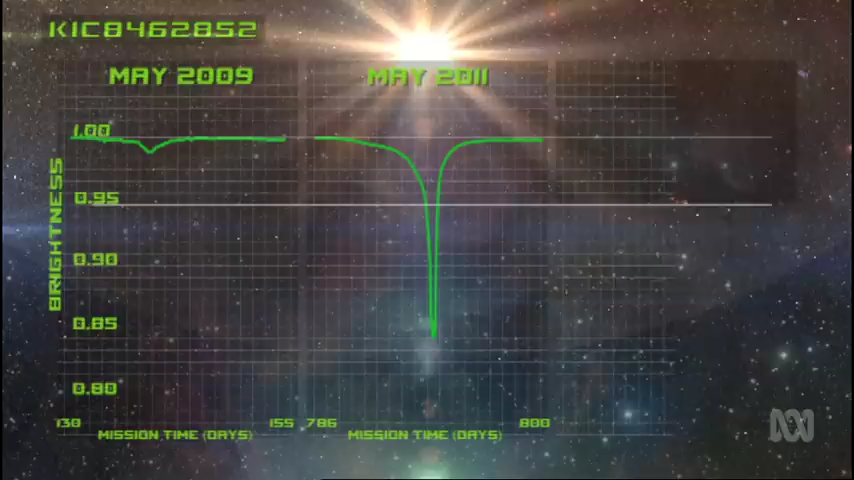 KIC8462852
MAY 2009
MAY 2011
1.00
0.95
0.90
0.85
0.80
BRIGHTNESS
130
155
786
800
MISSION TIME (DAYS)
MISSION TIME (DAYS)